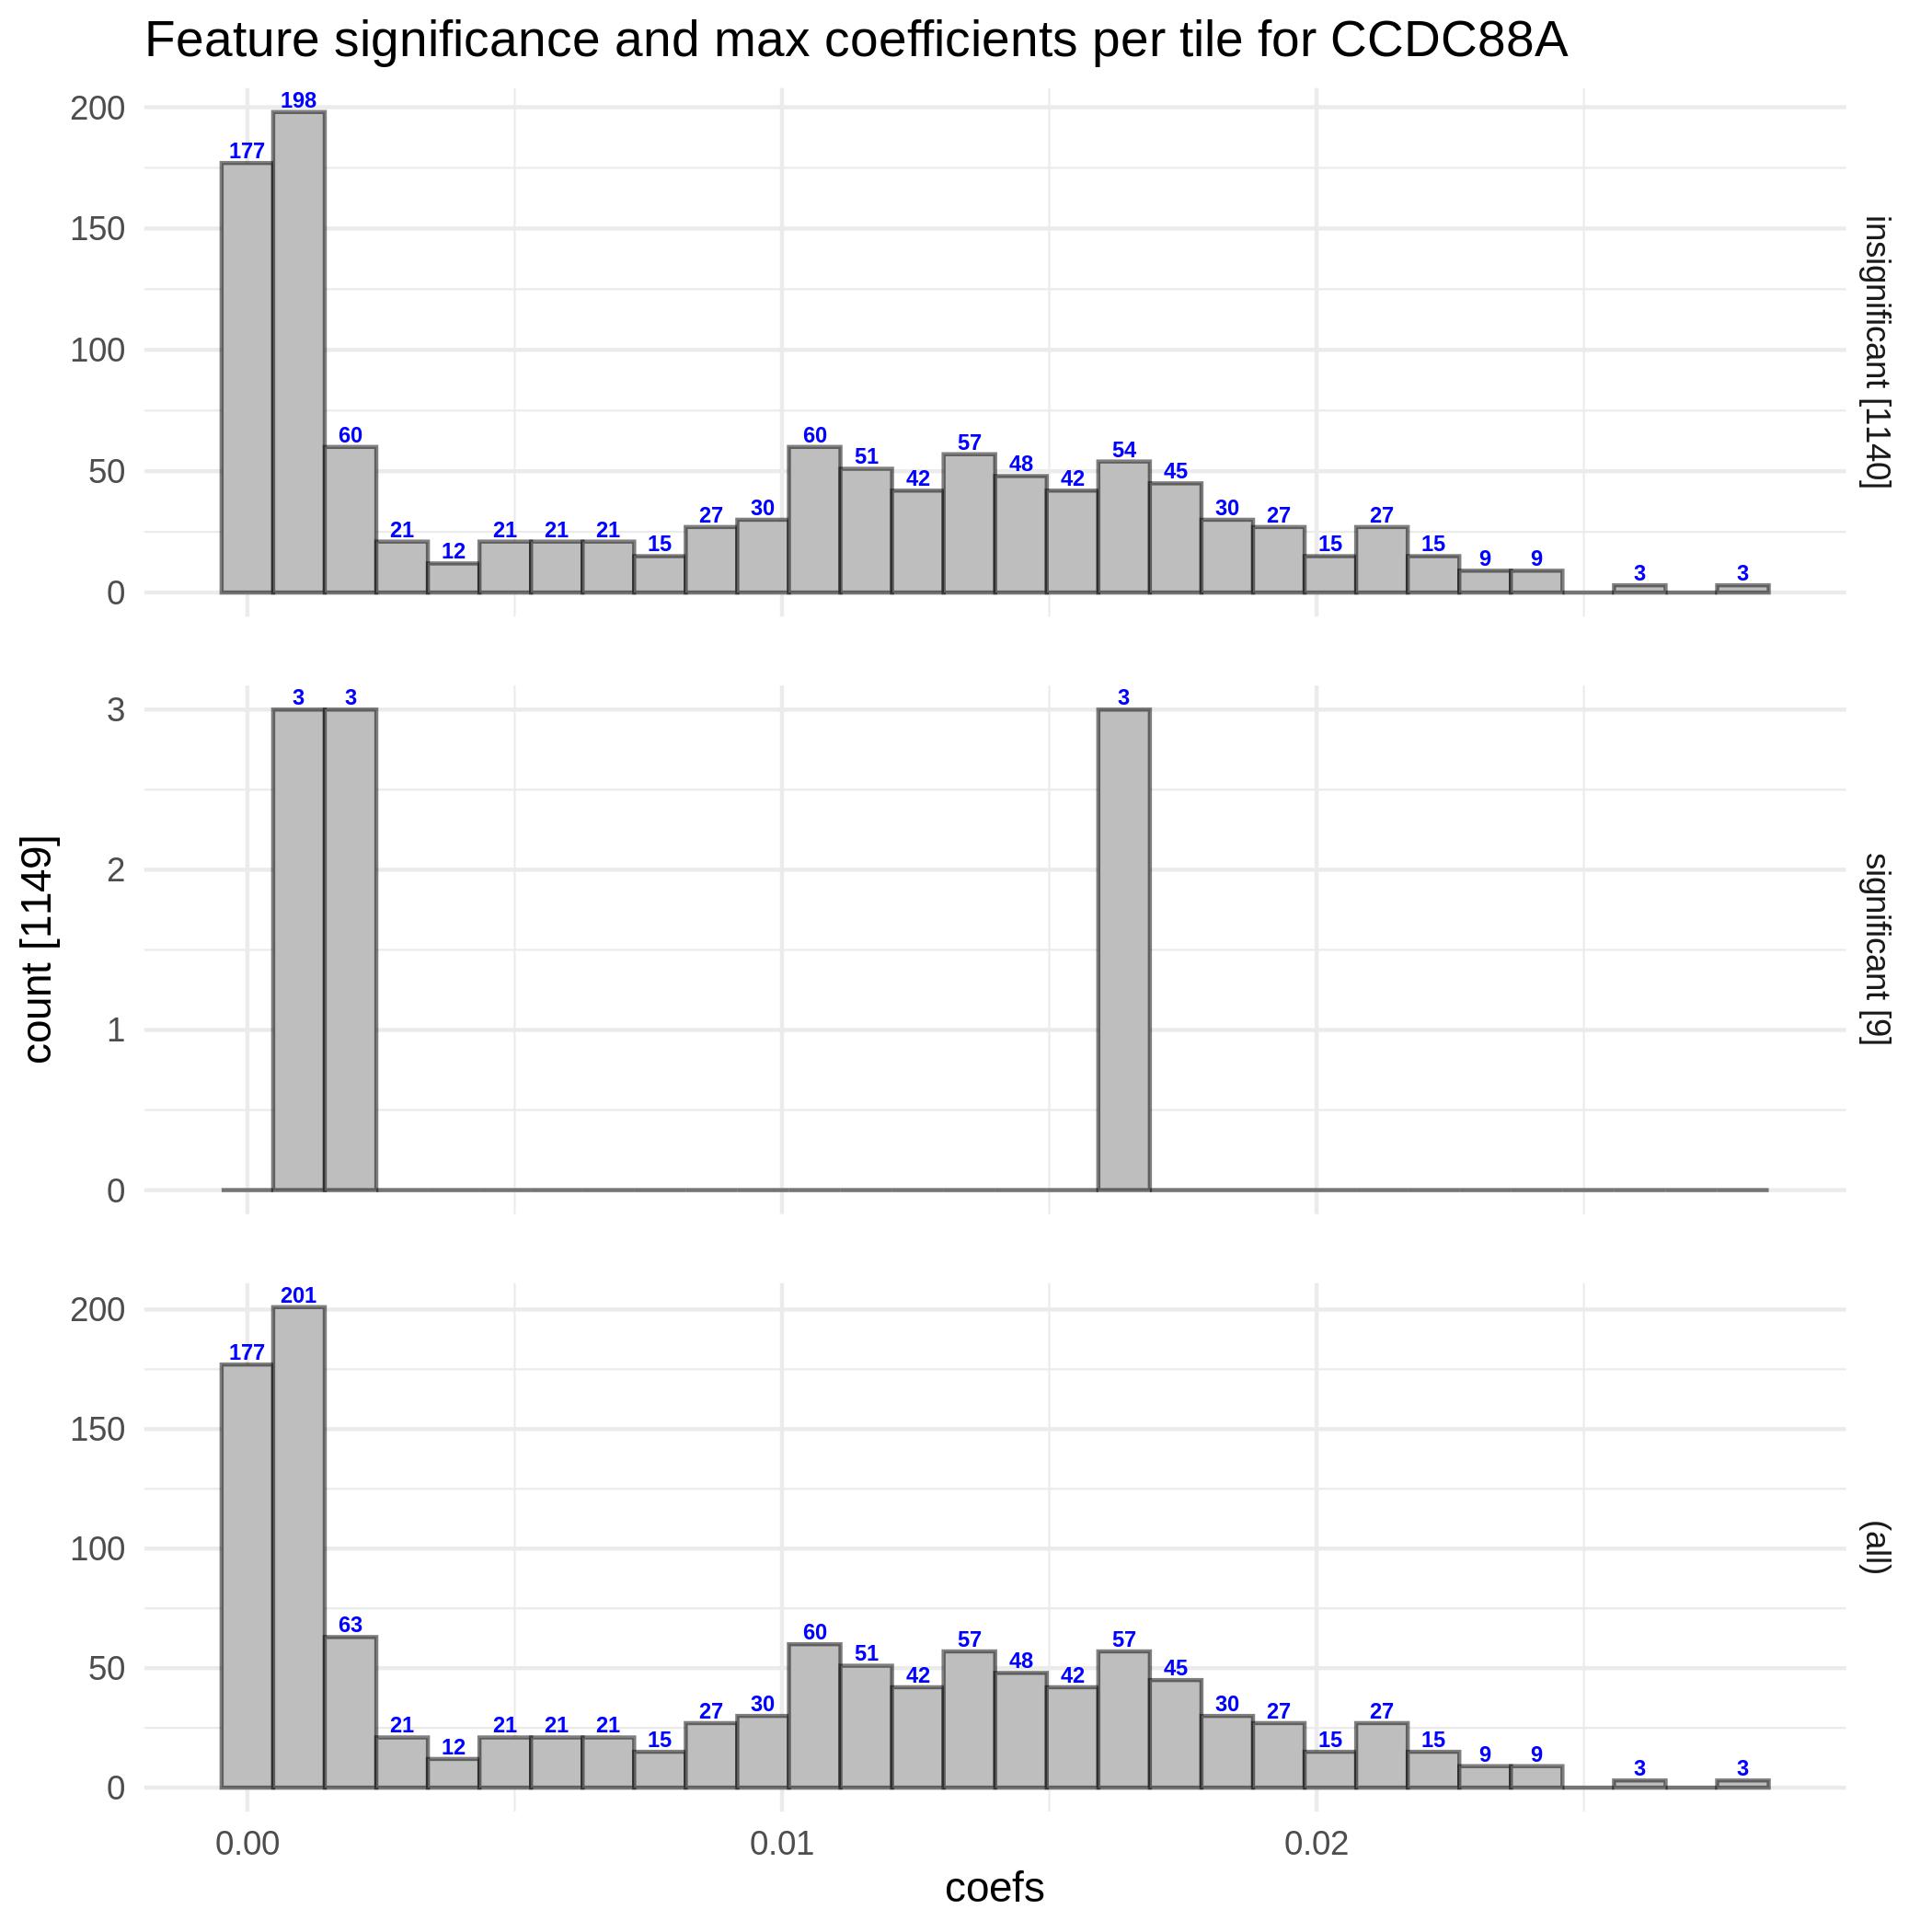 Feature significance and max coefficients per tile for CCDC88A
200
150
100
50
0
177 198 60 21 12 21 21 21 15 27 30 60 51 42 57 48 42 54 45 30 27 15 27 15 9 9 3 3
insignificant [1140]
count [1149]
3
2
1
0
3 3 3
significant [9]
200
150
100
50
0
177 201 63 21 12 21 21 21 15 27 30 60 51 42 57 48 42 57 45 30 27 15 27 15 9 9 3 3
(all)
0.00 0.01 0.02
coefs